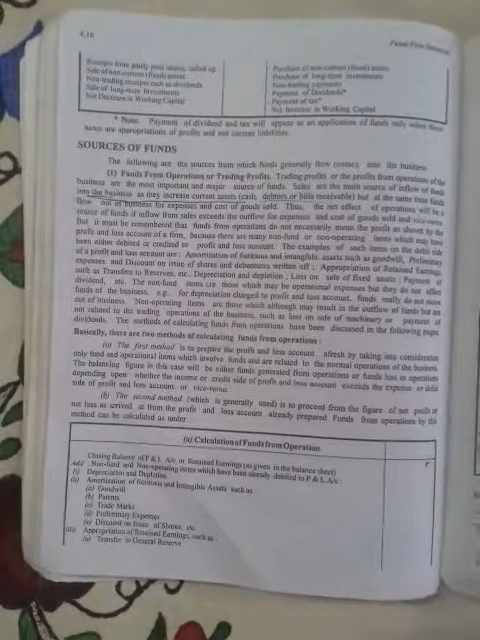 4.16
Funds Flow
Receipts from partly paid shares, called up
Sale of non-current (fixed) assets
Non-trading receipts such as dividends
Sale of long-term Investments
Net Decrease in Working Capital
Purchase of non-current (fixed) assets
Purchase of long-term investments
Non-trading payments
Payment of Dividends*
Payment of tax*
Net Increase in Working Capital
* Note. Payment of dividend and tax will appear as an application of funds only when these
items are appropriations of profits and not current liabilities.
SOURCES OF FUNDS
The following are the sources from which funds generally flow (come), into the business
(1) Funds From Operations or Trading Profits. Trading profits or the profits from operations of the
business are the most important and major source of funds. Sales are the main source of inflow of funds
into the business as they increase current assets (cash, debtors or bills receivable) but at the same time funds
flow out of business for expenses and cost of goods sold. Thus, the net effect of operations will be a
source of funds if inflow from sales exceeds the outflow for expenses and cost of goods sold and vice-versa
But it must be remembered that funds from operations do not necessarily mean the profit as shown by the
profit and loss account of a firm, because there are many non-fund or non-operating items which may have
been either debited or credited to profit and loss account. The examples of such items on the debit side
of a profit and loss account are : Amortization of fictitious and intangible assets such as goodwill, Preliminary
expenses and Discount on issue of shares and debentures written off ; Appropriation of Retained Earnings,
such as Transfers to Reserves, etc., Depreciation and depletion ; Loss on sale of fixed assets ; Payment of
dividend, etc. The non-fund items are those which may be operational expenses but they do not affect
funds of the business, e.g. for depreciation charged to profit and loss account, funds really do not move
out of business. Non-operating items are those which although may result in the outflow of funds but are
not related to the trading operations of the business, such as loss on sale of machinery or payment of
dividends. The methods of calculating funds from operations have been discussed in the following pages
Basically, there are two methods of calculating funds from operations :
(a) The first method is to prepare the profit and loss account afresh by taking into consideration
only fund and operational items which involve funds and are related to the normal operations of the business.
The balancing figure in this case will be either funds generated from operations or funds lost in operations
depending upon whether the income or credit side of profit and loss account exceeds the expense or debit
side of profit and loss account or vice-versa.
(b) The second method (which is generally used) is to proceed from the figure of net profit or
net loss as arrived at from the profit and loss account already prepared. Funds from operations by this
method can be calculated as under :
(a) Calculation of Funds from Operation
Closing Balance of P & L A/c or Retained Earnings (as given in the balance sheet)
Add : Non-fund and Non-operating items which have been already debited to P & L A/c :
(i) Depreciation and Depletion
(ii) Amortization of fictitious and Intangible Assets such as
(a) Goodwill
(b) Patents
(c) Trade Marks
(d) Preliminary Expenses
(e) Discount on Issue of Shares, etc.
(iii) Appropriation of Retained Earnings, such as :
(a) Transfer to General Reserve